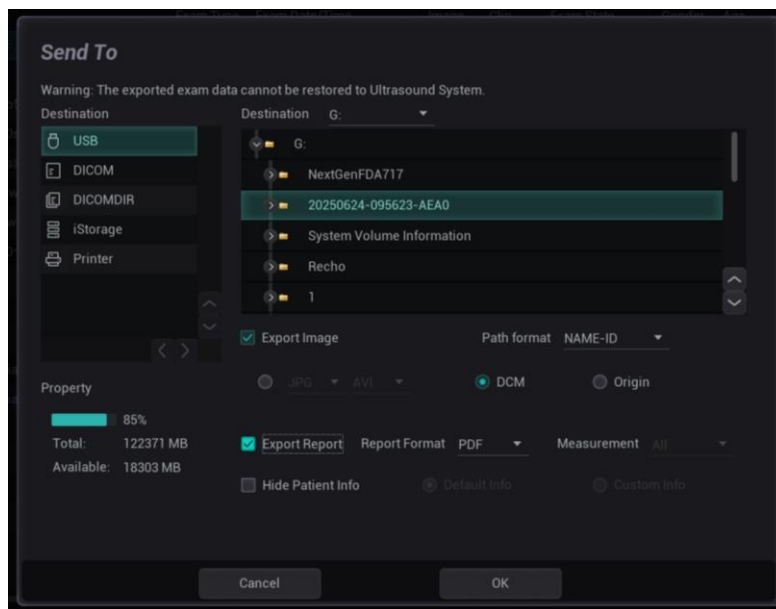 Send To
Warning: The exported exam data cannot be restored to Ultrasound System.
Destination
USB
DICOM
DICOMDIR
iStorage
Printer
Destination G:
G:
NextGenFDA717
20250624-095623-AEA0
System Volume Information
Recho
1
Export Image Path format NAME-ID
JPG AVI DCM Origin
Property
85%
Total: 122371 MB
Available: 18303 MB
Export Report Report Format PDF Measurement All
Hide Patient Info Default Info Custom Info
Cancel OK